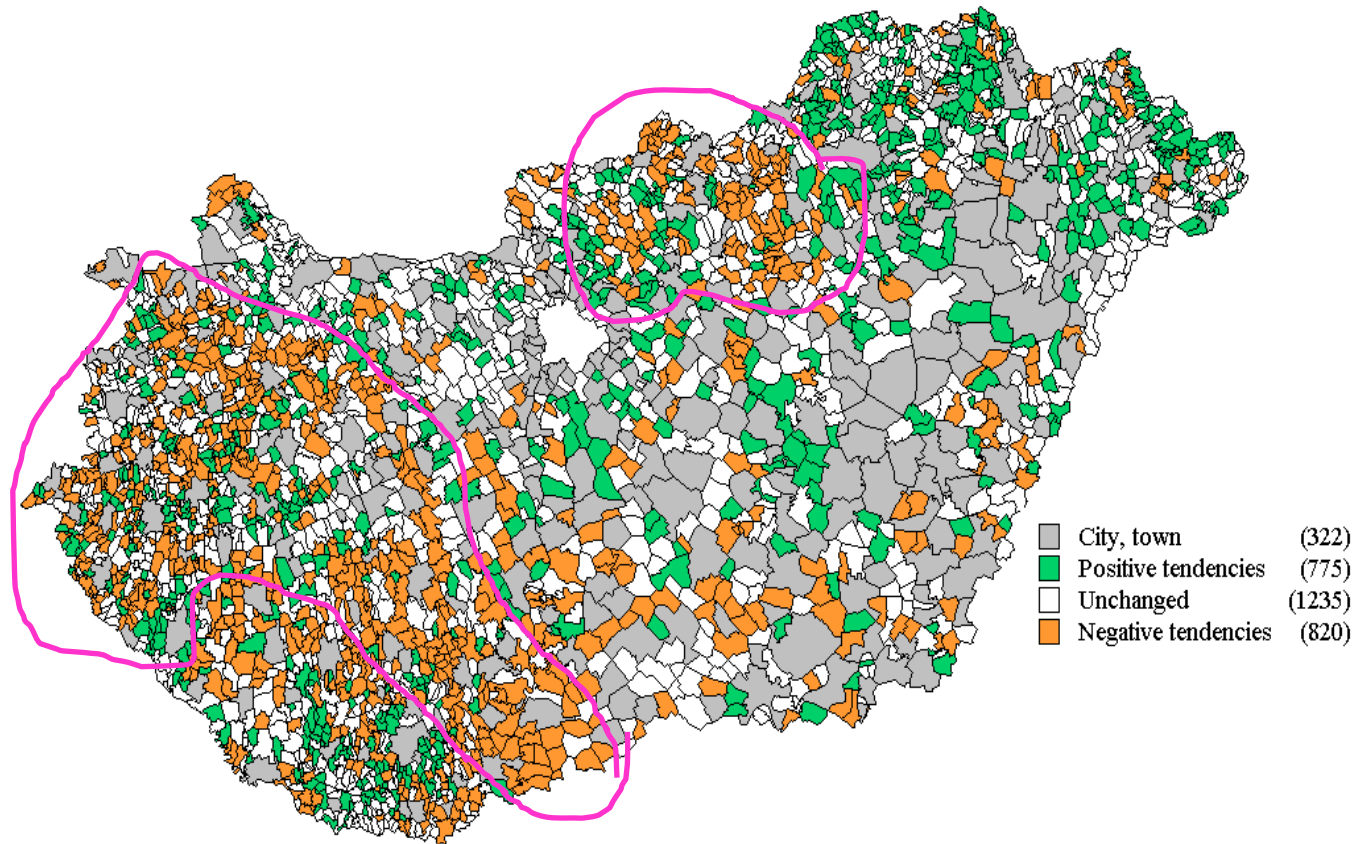 City, town (322)
Positive tendencies (775)
Unchanged (1235)
Negative tendencies (820)